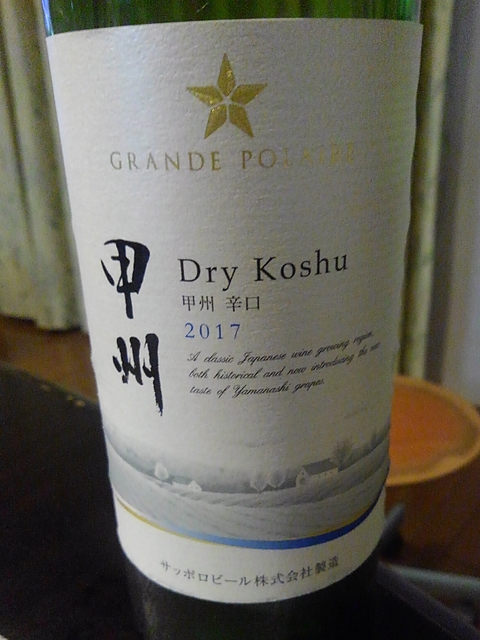 GRANDE POLAIRE
甲州
Dry Koshu
甲州 辛口
2017
A classic Japanese wine growing region,
both historical and now introducing the
taste of Yamanashi grapes.
サッポロビール株式会社製造